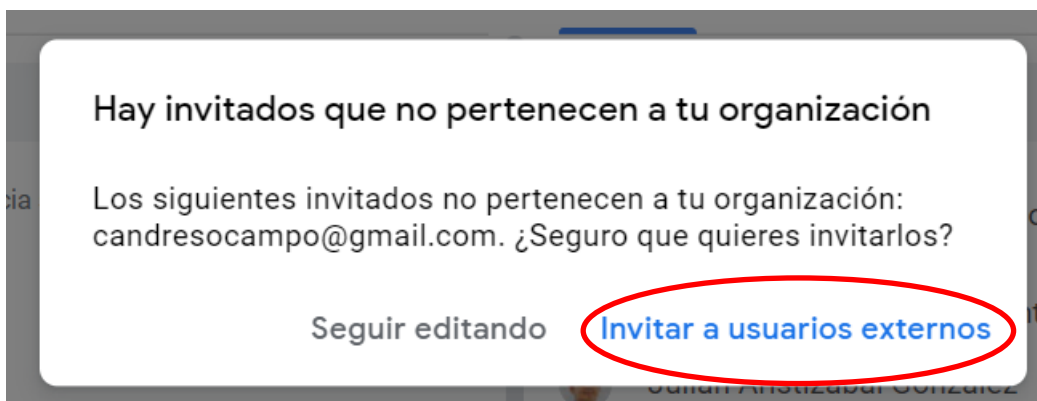 Hay invitados que no pertenecen a tu organización
cia
Los siguientes invitados no pertenecen a tu organización:
candresocampo@gmail.com. ¿Seguro que quieres invitarlos?
Seguir editando Invitar a usuarios externos